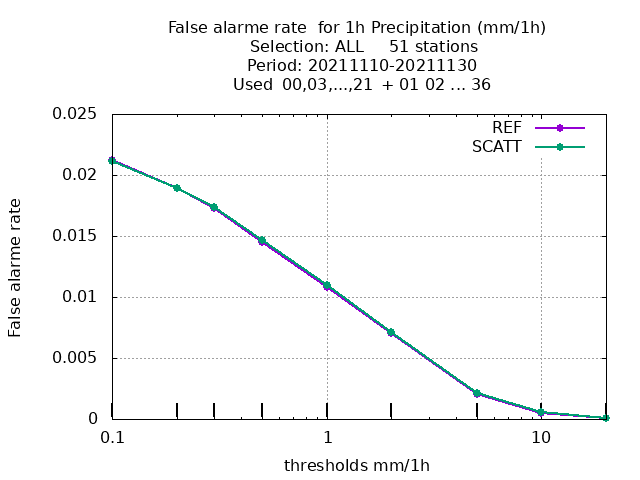 False alarme rate  for 1h Precipitation (mm/1h)
Selection: ALL     51 stations
Period: 20211110-20211130
Used  00,03,...,21  + 01 02 ... 36
REF
SCATT
0.025
0.02
0.015
0.01
0.005
0
False alarme rate
0.1
1
10
thresholds mm/1h